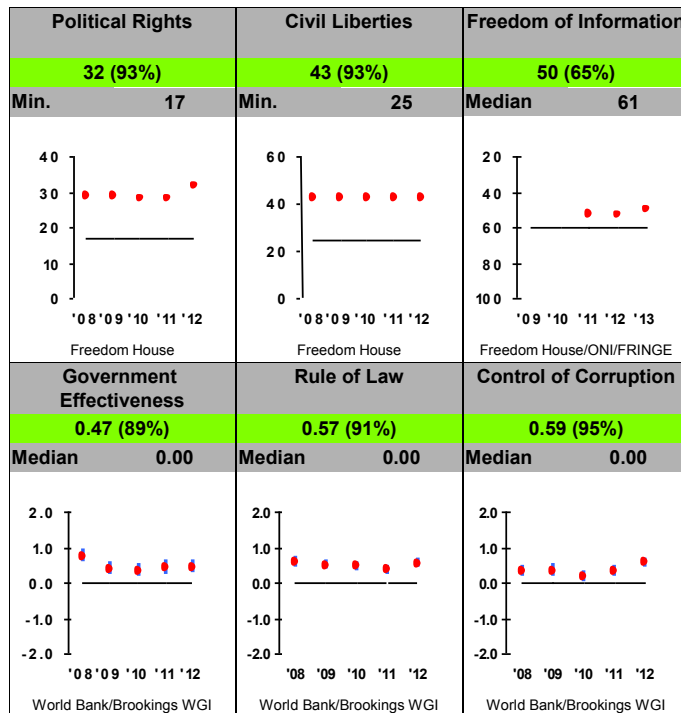 Political Rights
32 (93%)
Min. 17
40
30
20
10
0
'08 '09 '10 '11 '12
Freedom House
Civil Liberties
43 (93%)
Min. 25
60
40
20
0
'08 '09 '10 '11 '12
Freedom House
Freedom of Information
50 (65%)
Median 61
20
40
60
80
100
'09 '10 '11 '12 '13
Freedom House/ONI/FRINGE
Government
Effectiveness
0.47 (89%)
Median 0.00
2.0
1.0
0.0
-1.0
-2.0
'08 '09 '10 '11 '12
World Bank/Brookings WGI
Rule of Law
0.57 (91%)
Median 0.00
2.0
1.0
0.0
-1.0
-2.0
'08 '09 '10 '11 '12
World Bank/Brookings WGI
Control of Corruption
0.59 (95%)
Median 0.00
2.0
1.0
0.0
-1.0
-2.0
'08 '09 '10 '11 '12
World Bank/Brookings WGI